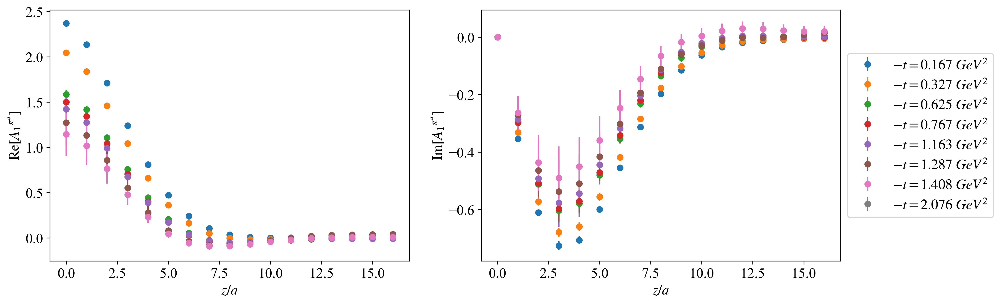 2.5
2.0
1.5
1.0
0.5
0.0
Re[A₁^{π^u}]
0.0 2.5 5.0 7.5 10.0 12.5 15.0
z/a
0.0
−0.2
−0.4
−0.6
Im[A₁^{π^u}]
0.0 2.5 5.0 7.5 10.0 12.5 15.0
z/a
−t = 0.167 GeV²
−t = 0.327 GeV²
−t = 0.625 GeV²
−t = 0.767 GeV²
−t = 1.163 GeV²
−t = 1.287 GeV²
−t = 1.408 GeV²
−t = 2.076 GeV²